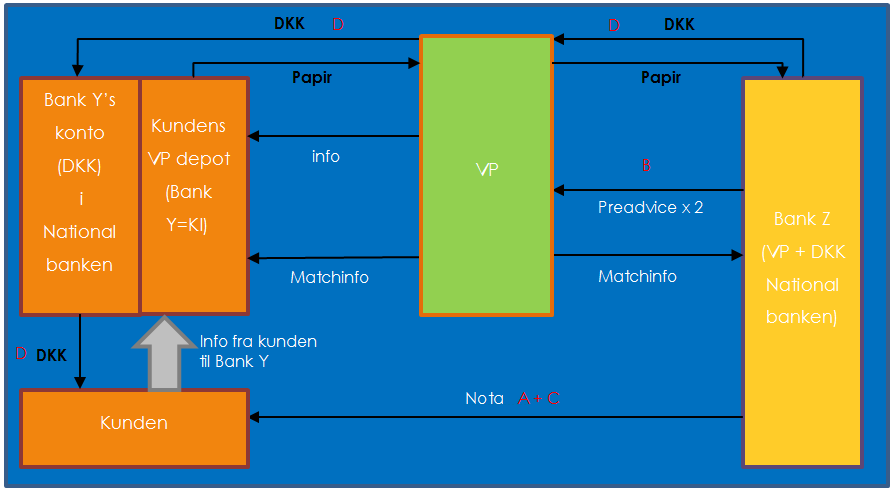 DKK D
D DKK
Papir
Papir
Bank Y's
konto
(DKK)
i
National
banken
Kundens
VP depot
(Bank
Y=KI)
info
VP
B
Preadvice x 2
Bank Z
(VP + DKK
National
banken)
Matchinfo
Matchinfo
D DKK
Info fra kunden
til Bank Y
Nota A + C
Kunden